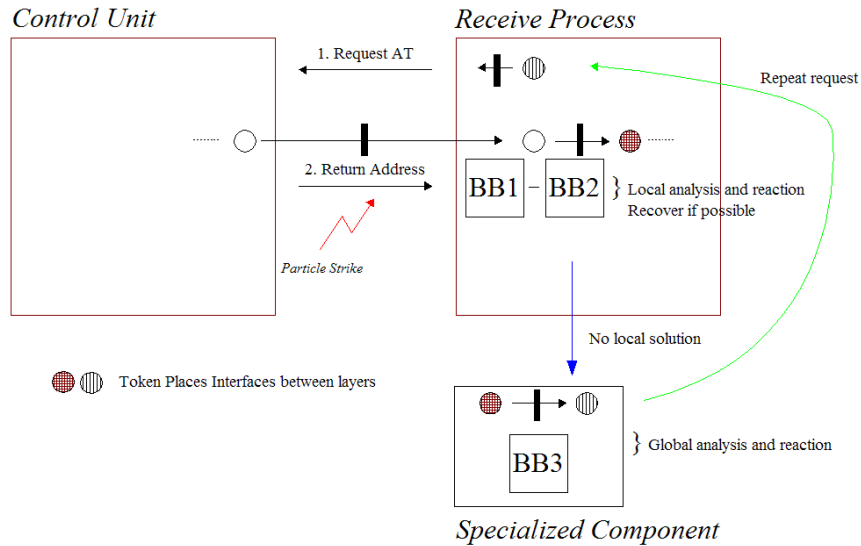 Control Unit
Receive Process
1. Request AT
Repeat request
2. Return Address
BB1 - BB2
} Local analysis and reaction
Recover if possible
Particle Strike
No local solution
Token Places Interfaces between layers
} Global analysis and reaction
BB3
Specialized Component